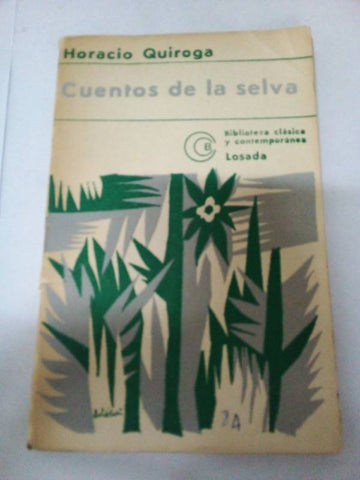 Horacio Quiroga
Cuentos de la selva
Biblioteca clásica
y contemporánea
Losada